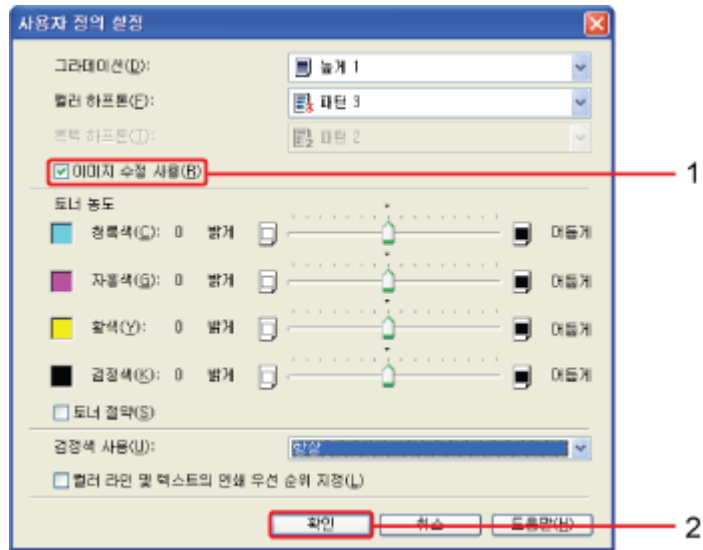 사용자 정의 설정
그라데이션(D): 높게 1
컬러 하프톤(F): 패턴 3
흑백 하프톤(T): 패턴 2
이미지 수정 사용(R) 1
토너 농도
청록색(C): 0 밝게 어둡게
자홍색(G): 0 밝게 어둡게
황색(Y): 0 밝게 어둡게
검정색(K): 0 밝게 어둡게
토너 절약(S)
검정색 사용(U): 항상
컬러 라인 및 텍스트의 인쇄 우선 순위 지정(L)
확인 취소 도움말(H) 2